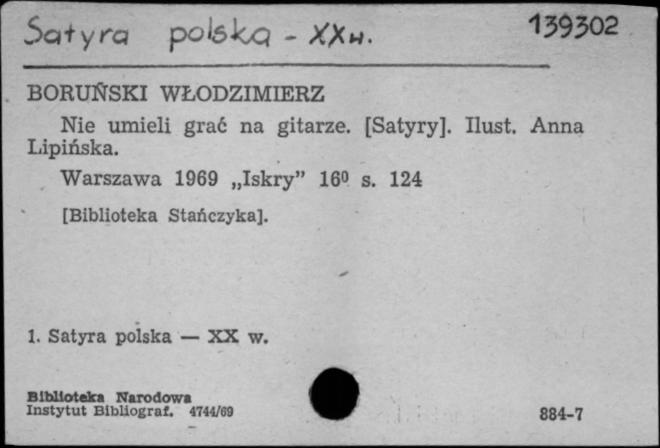 Satyra polska - XX w. 139302
BORUŃSKI WŁODZIMIERZ
Nie umieli grać na gitarze. [Satyry]. Ilust. Anna
Lipińska.
Warszawa 1969 „Iskry” 16⁰ s. 124
[Biblioteka Stańczyka].
1. Satyra polska — XX w.
Biblioteka Narodowa
Instytut Bibliograf. 4744/69 884-7